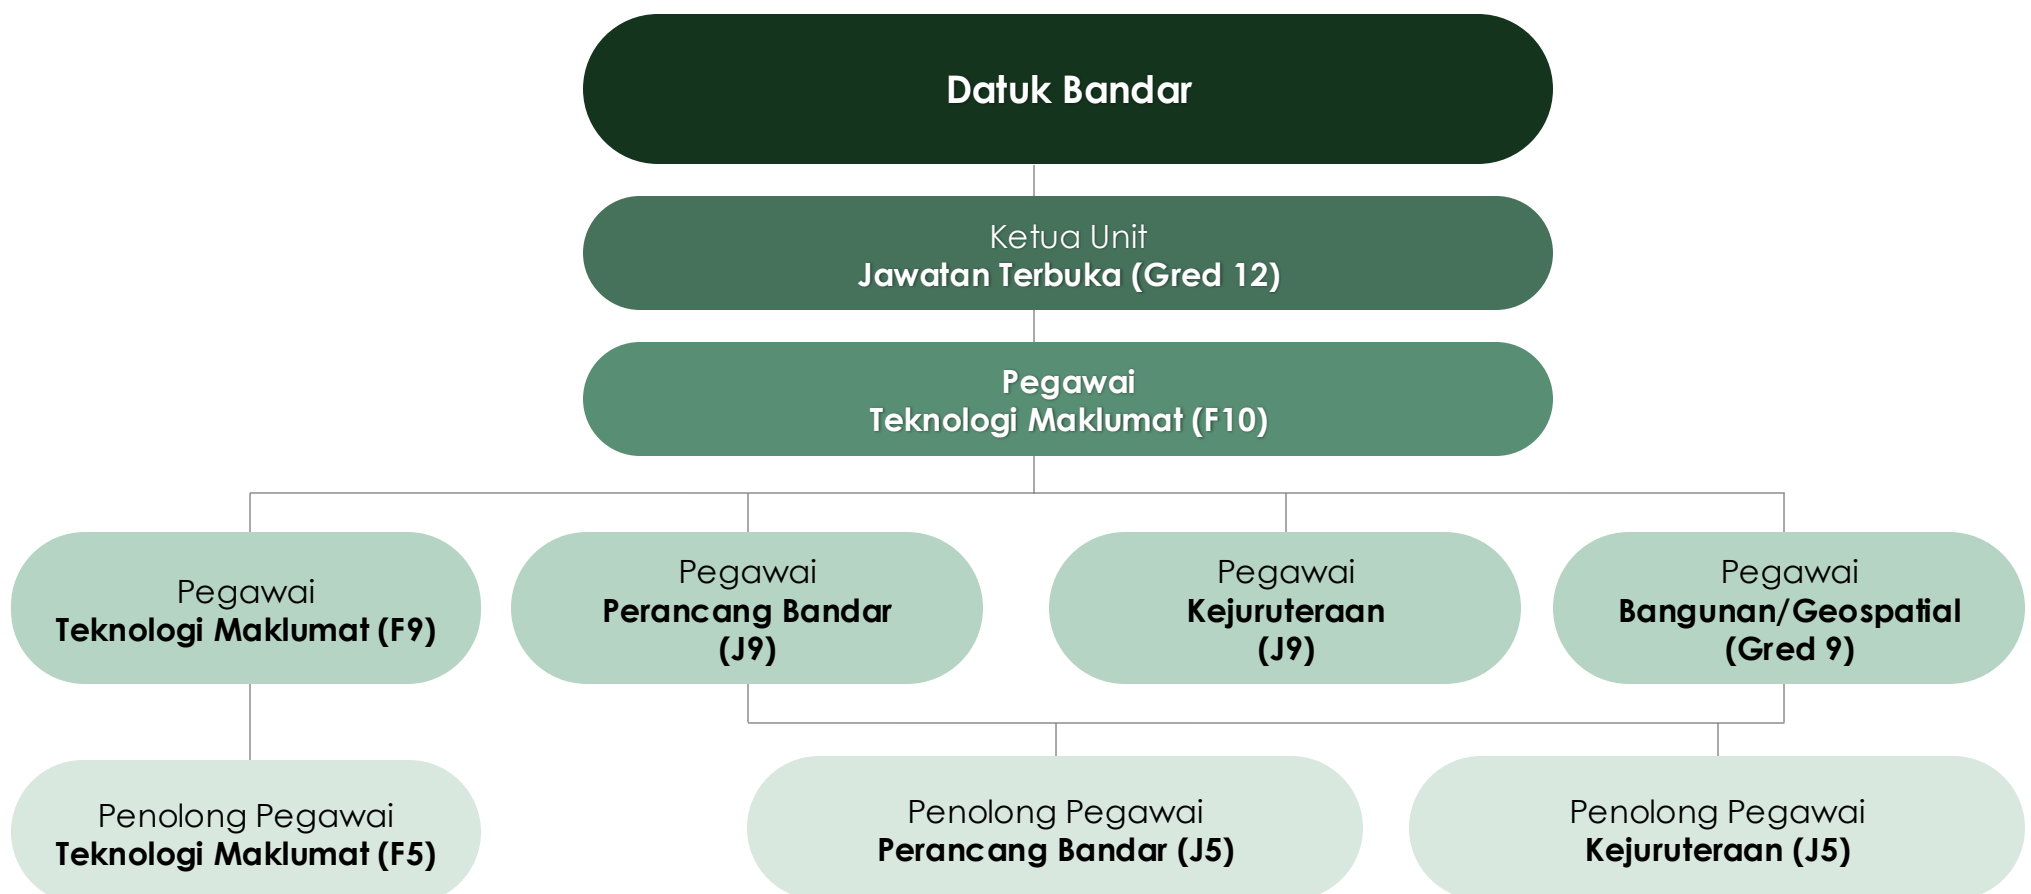 Datuk Bandar
Ketua Unit
Jawatan Terbuka (Gred 12)
Pegawai
Teknologi Maklumat (F10)
Pegawai
Teknologi Maklumat (F9)
Pegawai
Perancang Bandar
(J9)
Pegawai
Kejuruteraan
(J9)
Pegawai
Bangunan/Geospatial
(Gred 9)
Penolong Pegawai
Teknologi Maklumat (F5)
Penolong Pegawai
Perancang Bandar (J5)
Penolong Pegawai
Kejuruteraan (J5)